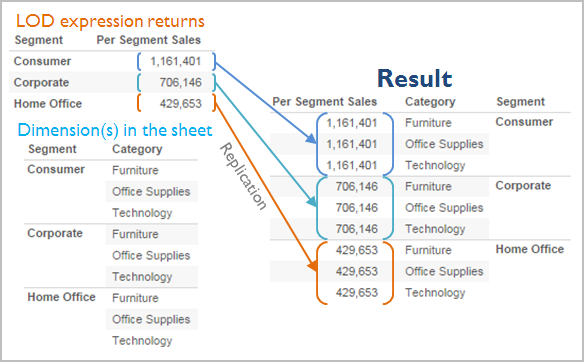 LOD expression returns
Segment Per Segment Sales
Consumer 1,161,401
Corporate 706,146
Home Office 429,653
Dimension(s) in the sheet
Segment Category
Consumer Furniture
Office Supplies
Technology
Corporate Furniture
Office Supplies
Technology
Home Office Furniture
Office Supplies
Technology
Replication
Result
Per Segment Sales Category Segment
1,161,401 Furniture Consumer
1,161,401 Office Supplies
1,161,401 Technology
706,146 Furniture Corporate
706,146 Office Supplies
706,146 Technology
429,653 Furniture Home Office
429,653 Office Supplies
429,653 Technology